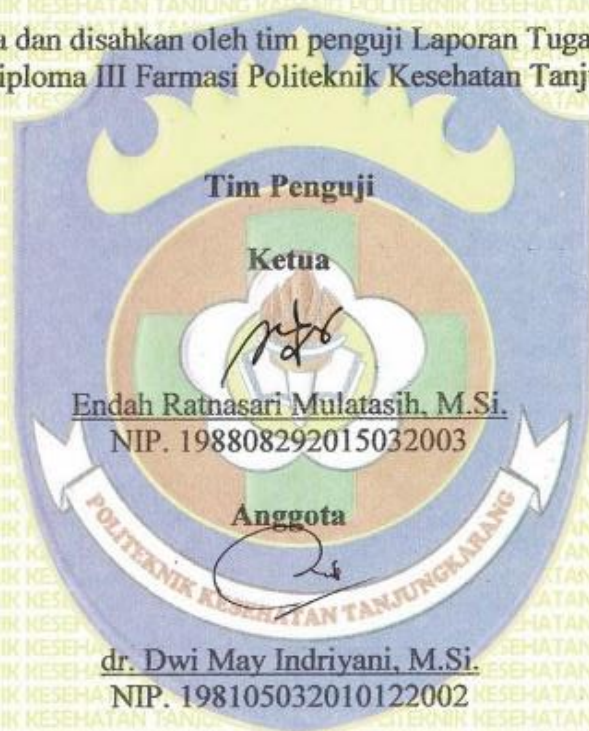 a dan disahkan oleh tim penguji Laporan Tuga
iploma III Farmasi Politeknik Kesehatan Tanju
Tim Penguji
Ketua
Endah Ratnasari Mulatasih, M.Si.
NIP. 198808292015032003
Anggota
POLITEKNIK KESEHATAN TANJUNGKARANG
dr. Dwi May Indriyani, M.Si.
NIP. 198105032010122002